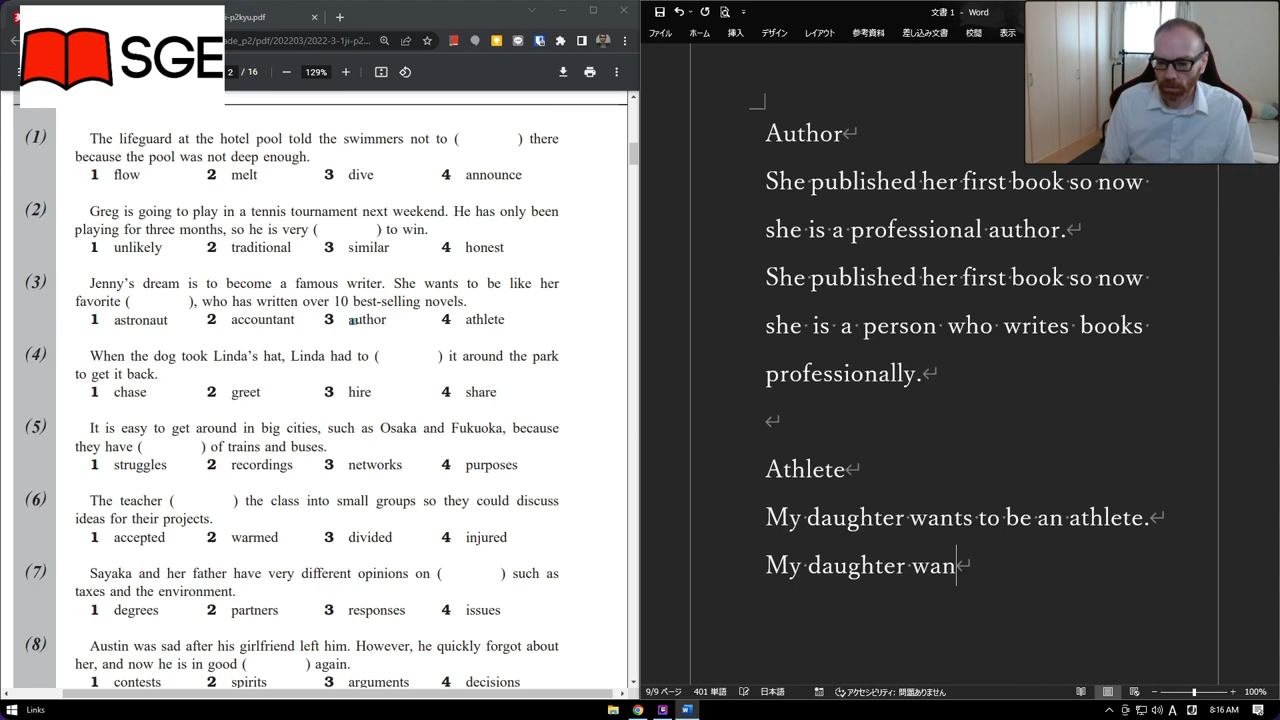 i-p2kyu.pdf
文書 1 - Word
SGE
ade_p2/pdf/202203/2022-3-1ji-p2...
2 / 16
129%
ファイル ホーム 挿入 デザイン レイアウト 参考資料 差し込み文書 校閲 表示
(1) The lifeguard at the hotel pool told the swimmers not to ( ) there
because the pool was not deep enough.
1 flow 2 melt 3 dive 4 announce
(2) Greg is going to play in a tennis tournament next weekend. He has only been
playing for three months, so he is very ( ) to win.
1 unlikely 2 traditional 3 similar 4 honest
(3) Jenny's dream is to become a famous writer. She wants to be like her
favorite ( ), who has written over 10 best-selling novels.
1 astronaut 2 accountant 3 author 4 athlete
(4) When the dog took Linda's hat, Linda had to ( ) it around the park
to get it back.
1 chase 2 greet 3 hire 4 share
(5) It is easy to get around in big cities, such as Osaka and Fukuoka, because
they have ( ) of trains and buses.
1 struggles 2 recordings 3 networks 4 purposes
(6) The teacher ( ) the class into small groups so they could discuss
ideas for their projects.
1 accepted 2 warmed 3 divided 4 injured
(7) Sayaka and her father have very different opinions on ( ) such as
taxes and the environment.
1 degrees 2 partners 3 responses 4 issues
(8) Austin was sad after his girlfriend left him. However, he quickly forgot about
her, and now he is in good ( ) again.
1 contests 2 spirits 3 arguments 4 decisions
Author
She published her first book so now
she is a professional author.
She published her first book so now
she is a person who writes books
professionally.
Athlete
My daughter wants to be an athlete.
My daughter wan
9/9 ページ 401 単語 日本語 アクセシビリティ: 問題ありません 100%
Links
8:16 AM